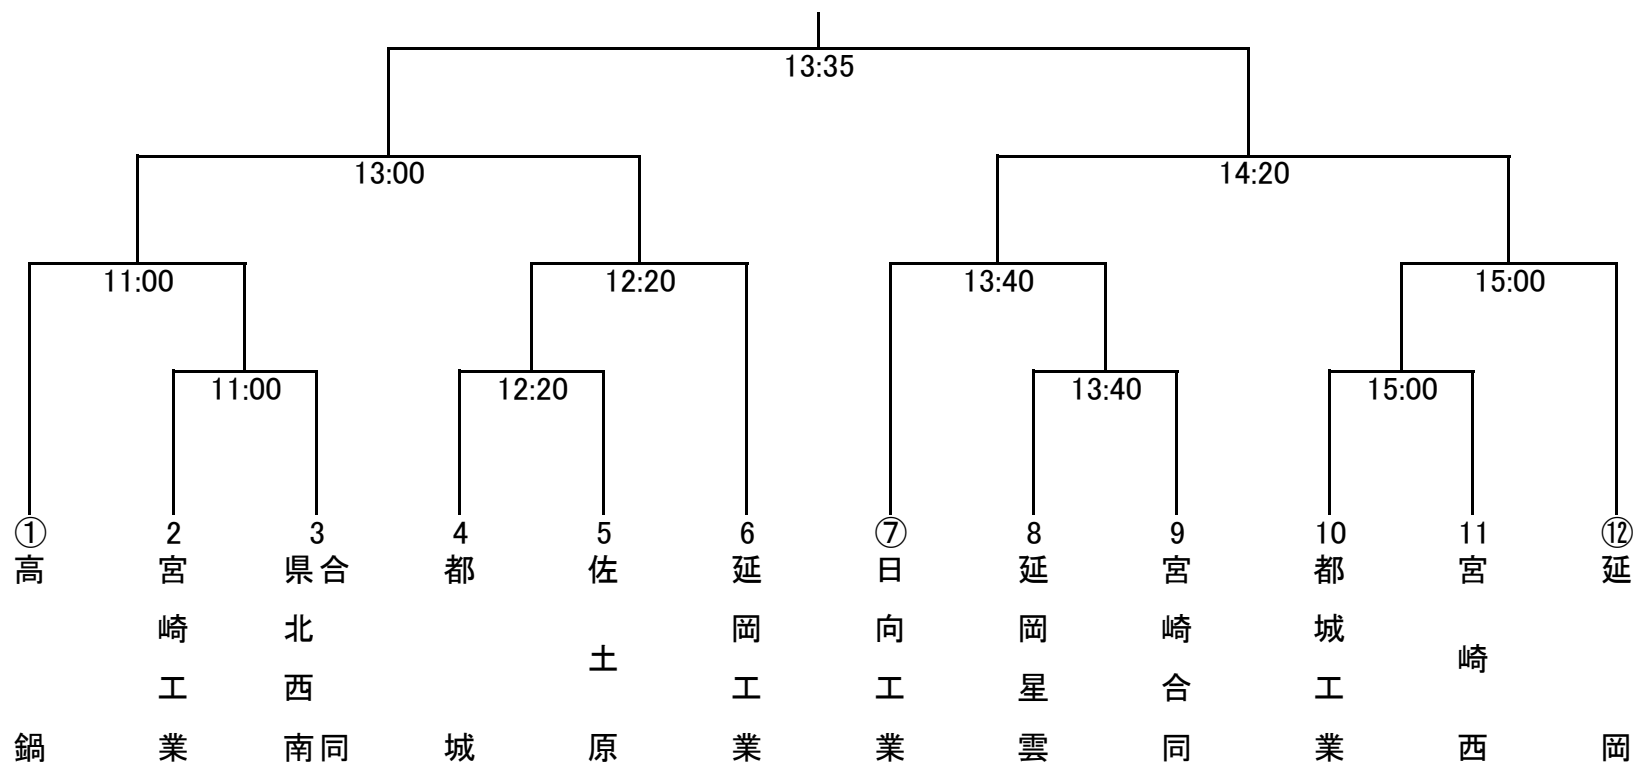 13:35
13:00
14:20
11:00
12:20
13:40
15:00
11:00
12:20
13:40
15:00
① 2 3 4 5 6 ⑦ 8 9 10 11 ⑫
高鍋
宮崎工業
県北西南
合同
都城
佐土原
延岡工業
日向工業
延岡星雲
宮崎合同
都城工業
宮崎西
延岡